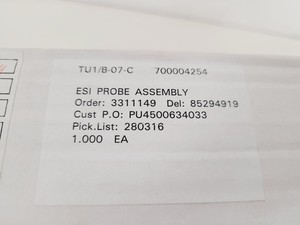 TU1/B-07-C 700004254
ESI PROBE ASSEMBLY
Order: 3311149 Del: 85294919
Cust P.O: PU4500634033
Pick.List: 280316
1.000 EA